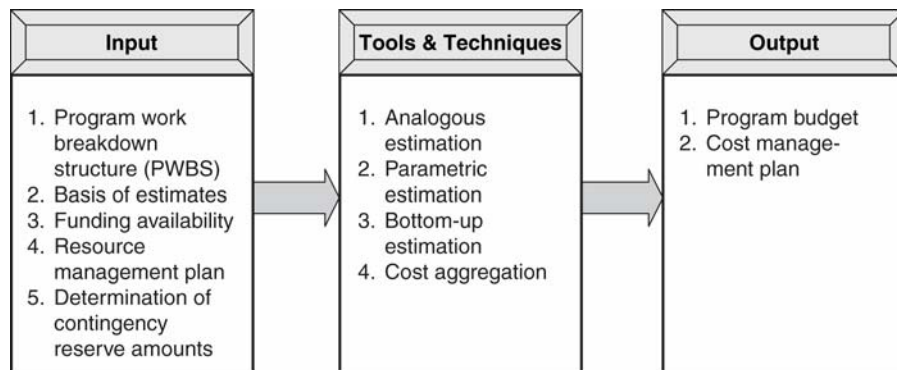 Input
1. Program work
breakdown
structure (PWBS)
2. Basis of estimates
3. Funding availability
4. Resource
management plan
5. Determination of
contingency
reserve amounts
Tools & Techniques
1. Analogous
estimation
2. Parametric
estimation
3. Bottom-up
estimation
4. Cost aggregation
Output
1. Program budget
2. Cost manage-
ment plan